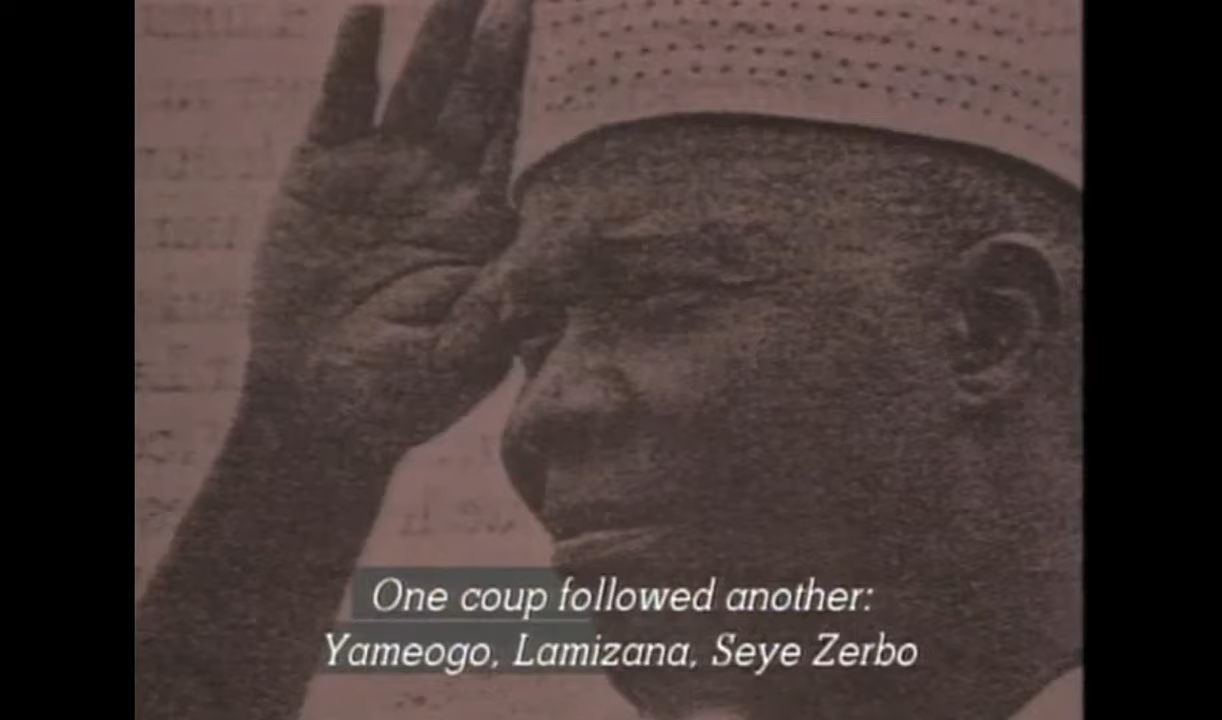 One coup followed another:
Yameogo, Lamizana, Seye Zerbo